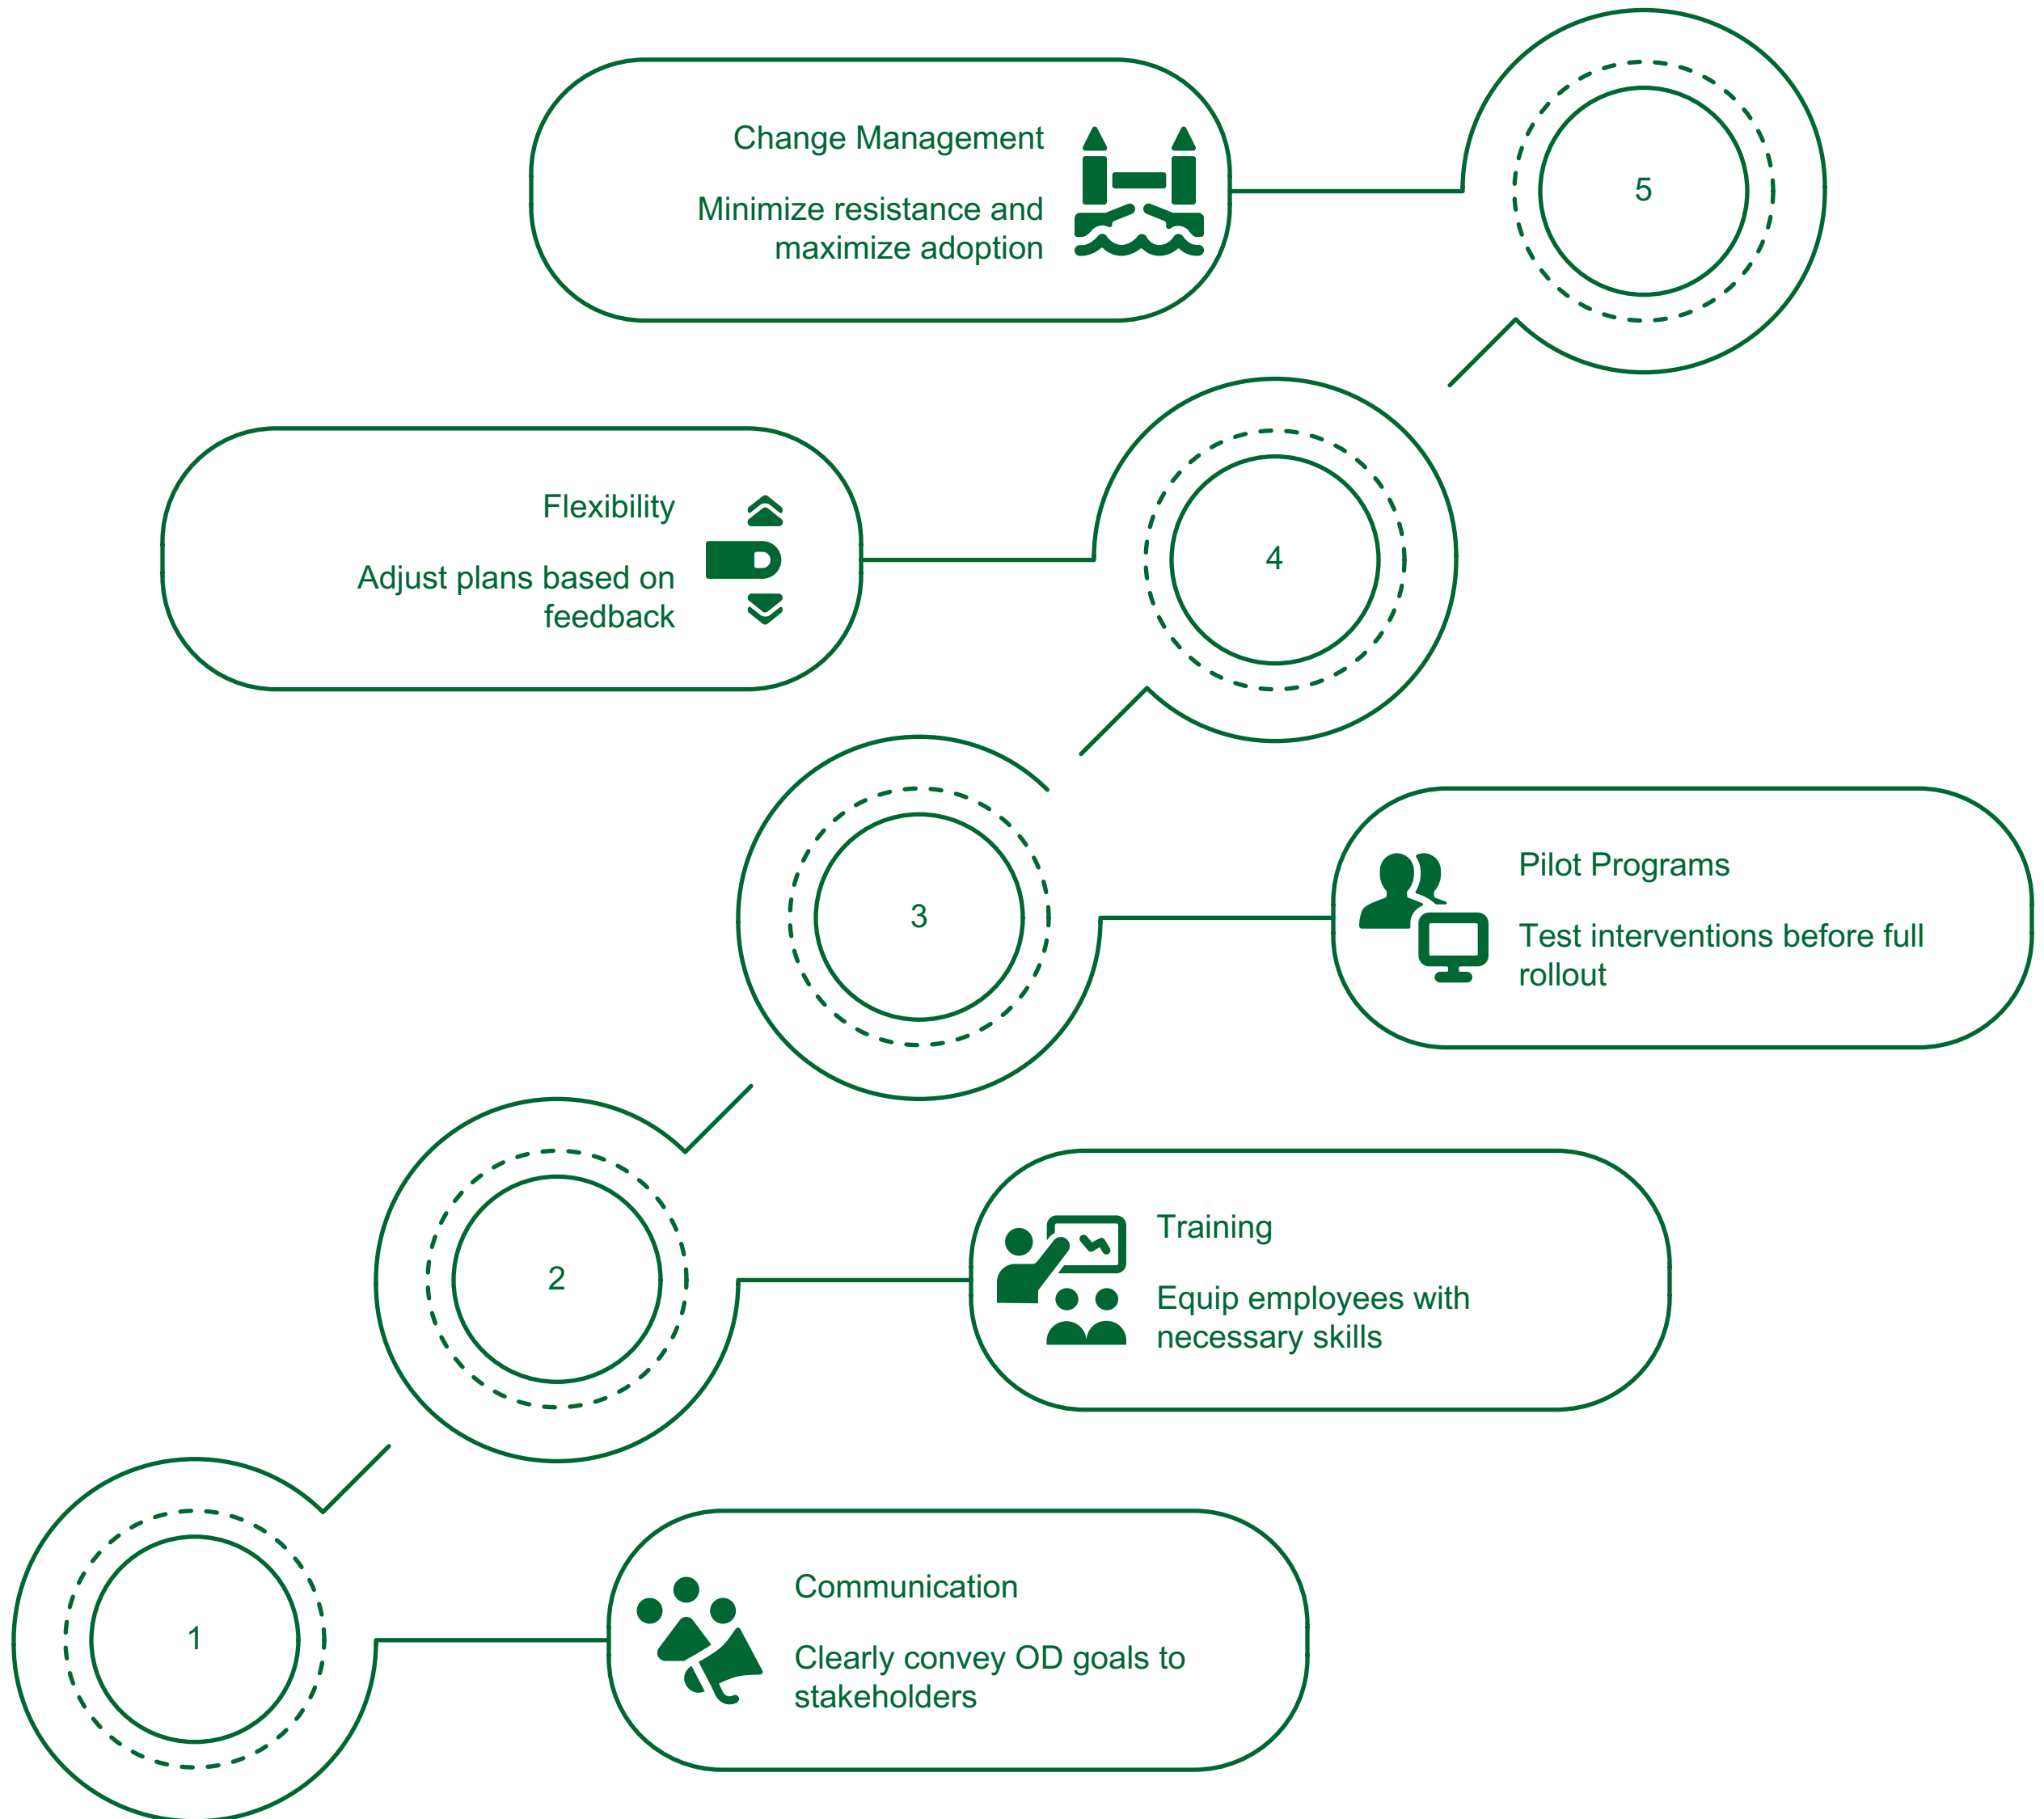 Change Management
Minimize resistance and
maximize adoption
5
Flexibility
Adjust plans based on
feedback
4
3
Pilot Programs
Test interventions before full
rollout
2
Training
Equip employees with
necessary skills
1
Communication
Clearly convey OD goals to
stakeholders